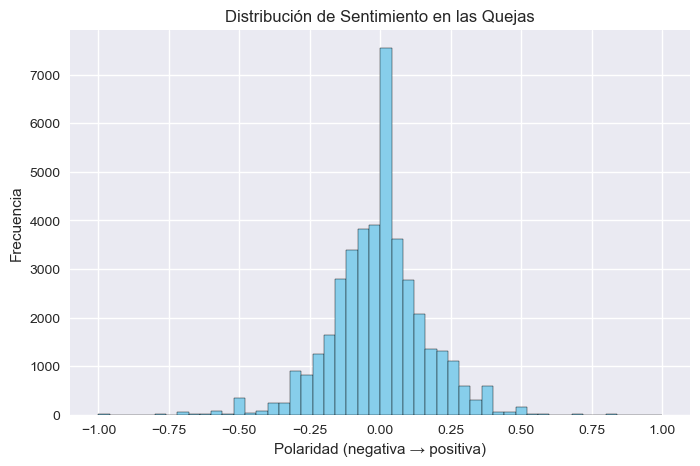 Distribución de Sentimiento en las Quejas
Frecuencia
7000
6000
5000
4000
3000
2000
1000
0
−1.00 −0.75 −0.50 −0.25 0.00 0.25 0.50 0.75 1.00
Polaridad (negativa → positiva)